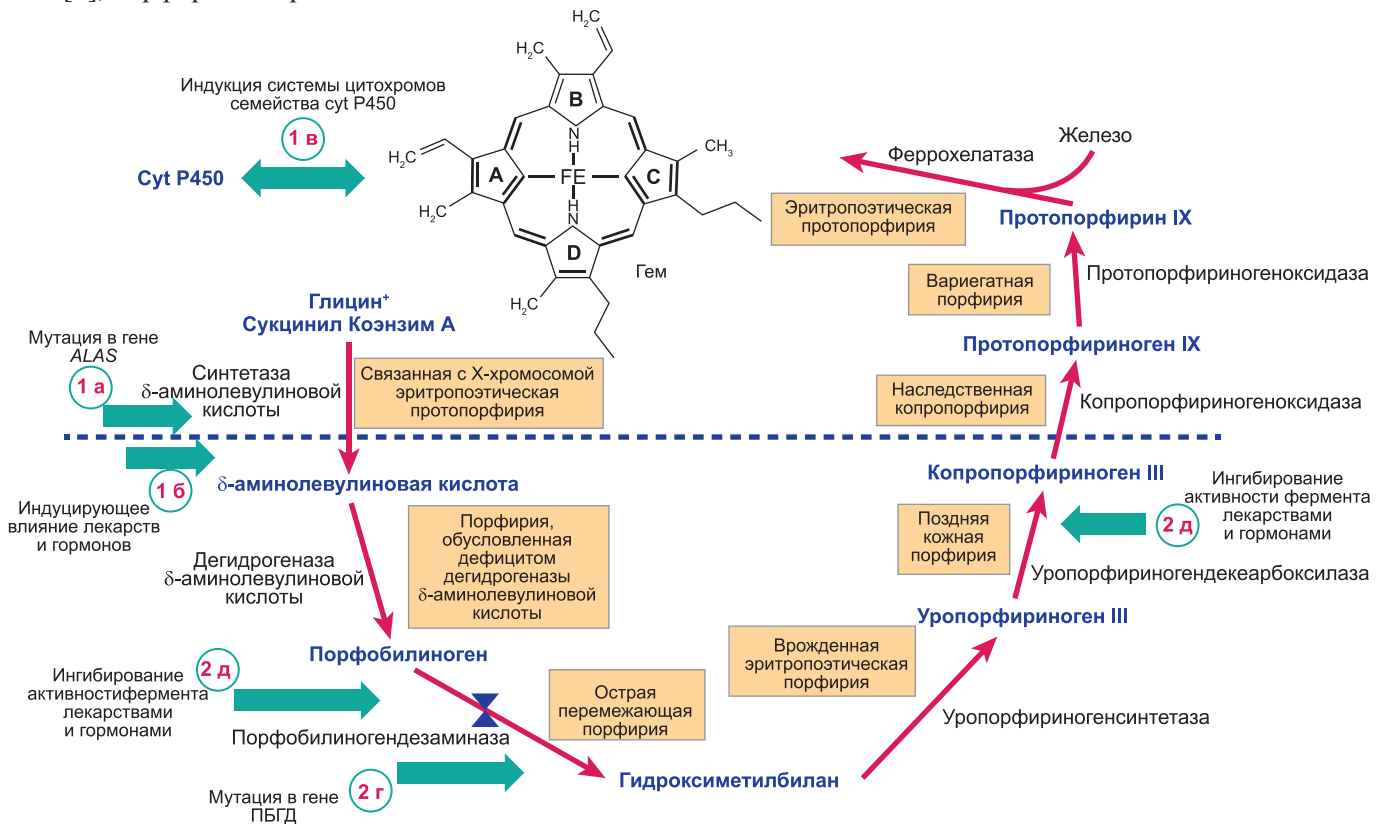 H₂C
H₃C
B
Индукция системы цитохромов
семейства cyt P450
1 в
Cyt P450
H₂C
A
H₃C
N
H
FE
H
N
C
CH₃
D
H₂C
Гем
Феррохелатаза
Железо
Эритропоэтическая
протопорфирия
Протопорфирин IX
Вариегатная
порфирия
Протопорфириногеноксидаза
Протопорфириноген IX
Глицин⁺
Сукцинил Коэнзим А
Мутация в гене
ALAS
1 а
Синтетаза
δ-аминолевулиновой
кислоты
Связанная с Х-хромосомой
эритропоэтическая
протопорфирия
Наследственная
копропорфирия
Копропорфириногеноксидаза
1 б
Индуцирующее
влияние лекарств
и гормонов
δ-аминолевулиновая кислота
Копропорфириноген III
Ингибирование
активности фермента
лекарствами
и гормонами
2 д
Дегидрогеназа
δ-аминолевулиновой
кислоты
Порфирия,
обусловленная
дефицитом
дегидрогеназы
δ-аминолевулиновой
кислоты
Поздняя
кожная
порфирия
Уропорфириногендекеарбоксилаза
Уропорфириноген III
Порфобилиноген
Врожденная
эритропоэтическая
порфирия
2 д
Ингибирование
активностифермента
лекарствами
и гормонами
Острая
перемежающая
порфирия
Уропорфириногенсинтетаза
Порфобилиногендезаминаза
Гидроксиметилбилан
2 г
Мутация в гене
ПБГД